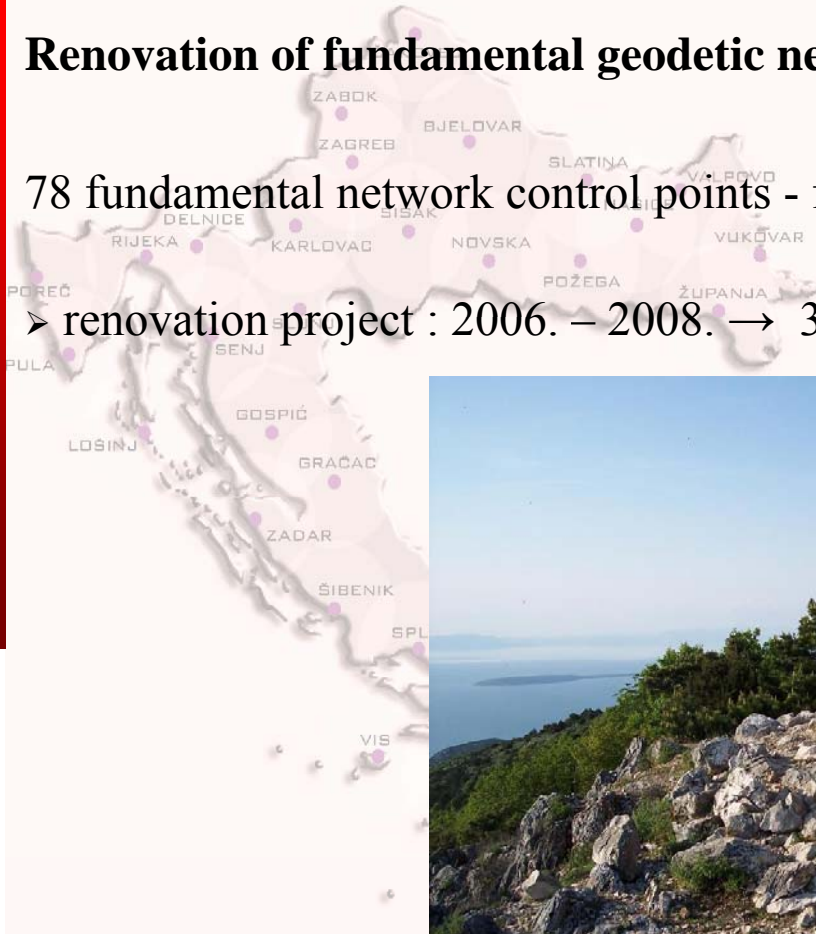 Renovation of fundamental geodetic ne
ZABOK
BJELOVAR
ZAGREB
SLATINA
VALPOVO
78 fundamental network control points -
DELNICE
SISAK
RIJEKA
KARLOVAC
NOVSKA
VUKOVAR
POREČ
POŽEGA
ŽUPANJA
➢ renovation project : 2006. – 2008. → 3
SENJ
PULA
GOSPIĆ
LOŠINJ
GRAČAC
ZADAR
ŠIBENIK
SPL
VIS